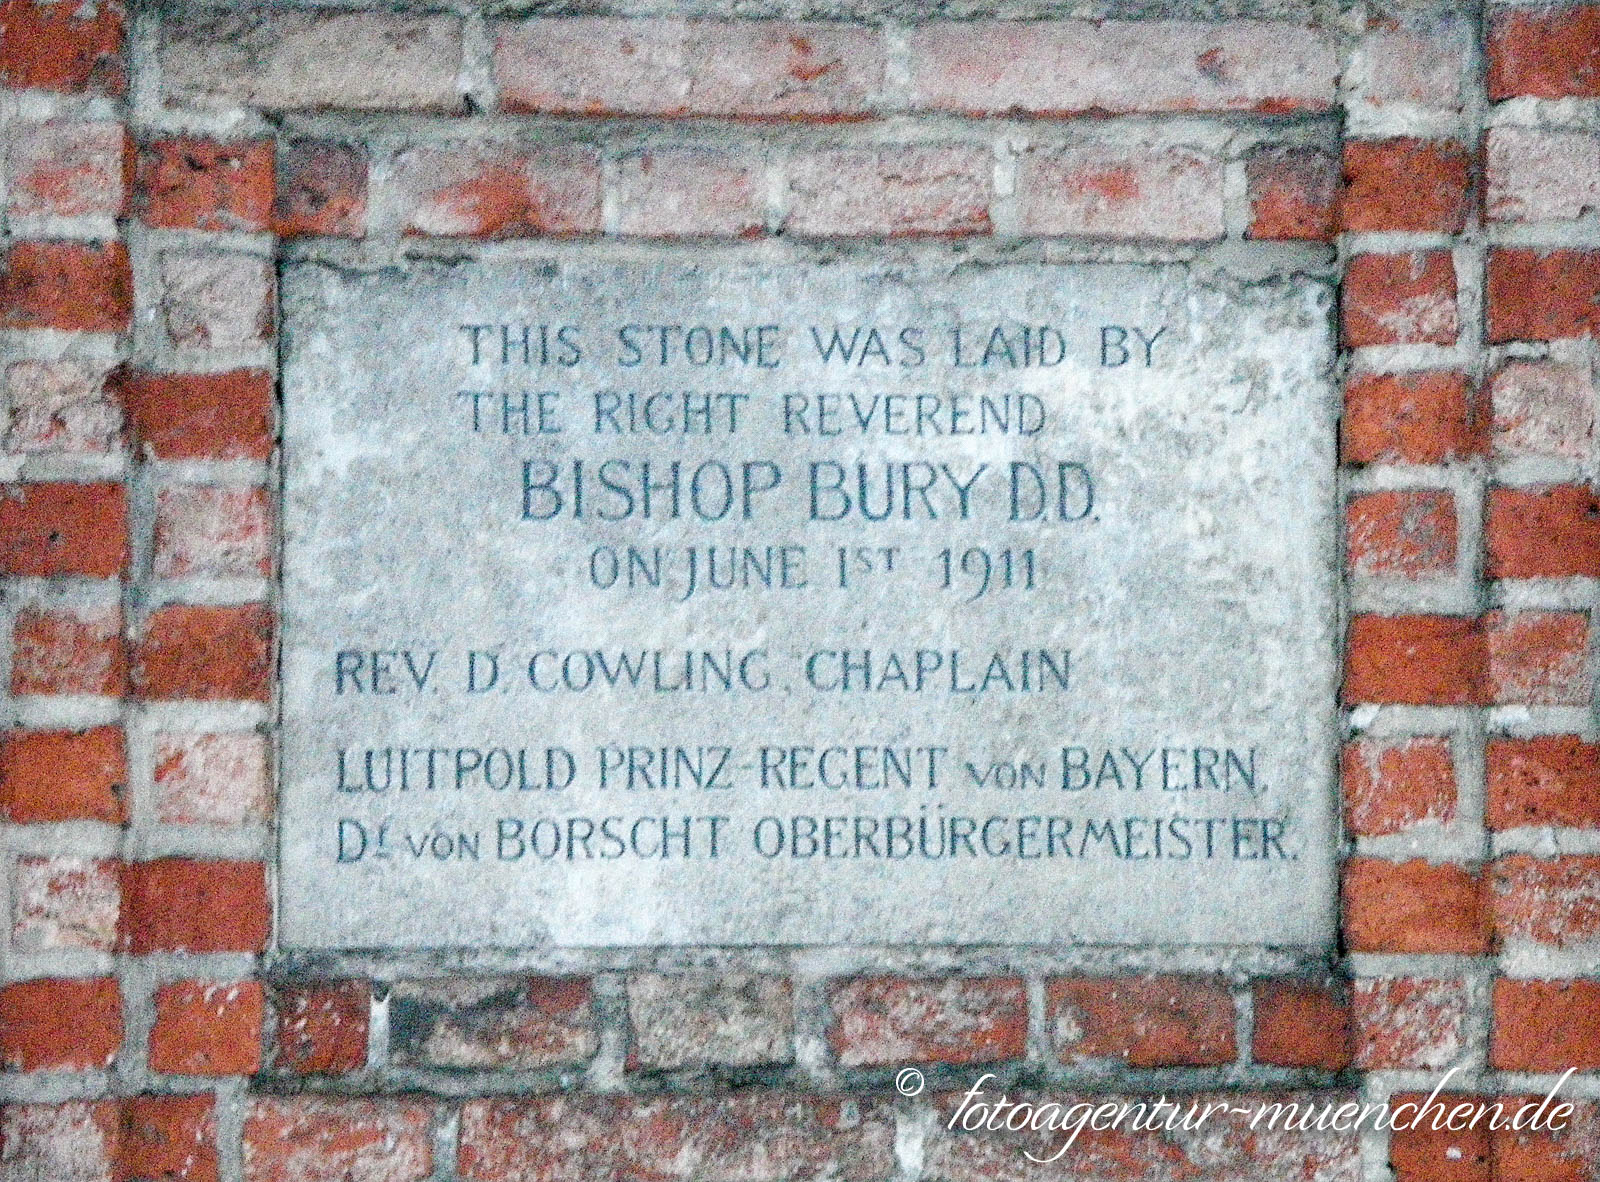 THIS STONE WAS LAID BY
THE RIGHT REVEREND
BISHOP BURY D.D.
ON JUNE 1ST 1911
REV. D. COWLING, CHAPLAIN
LUITPOLD PRINZ-REGENT VON BAYERN.
Dr VON BORSCHT OBERBÜRGERMEISTER.
© fotoagentur-muenchen.de